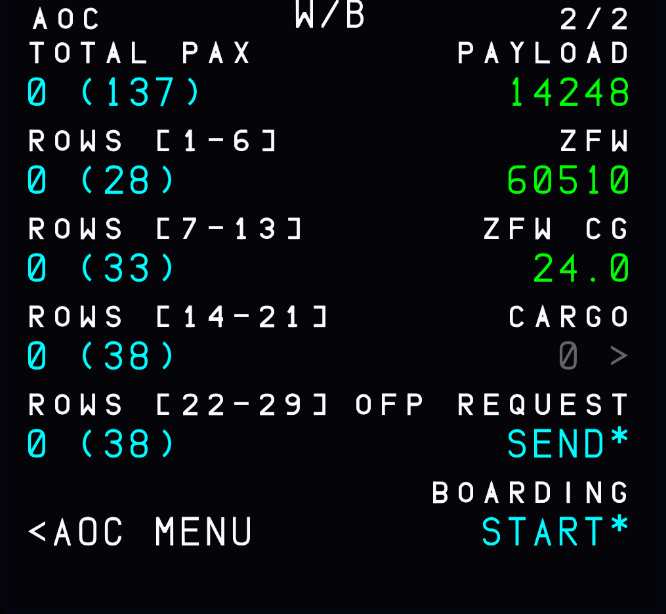 AOC W/B 2/2
TOTAL PAX PAYLOAD
0 (137) 14248
ROWS [1-6] ZFW
0 (28) 60510
ROWS [7-13] ZFW CG
0 (33) 24.0
ROWS [14-21] CARGO
0 (38) 0 >
ROWS [22-29] OFP REQUEST
0 (38) SEND*
BOARDING
<AOC MENU START*